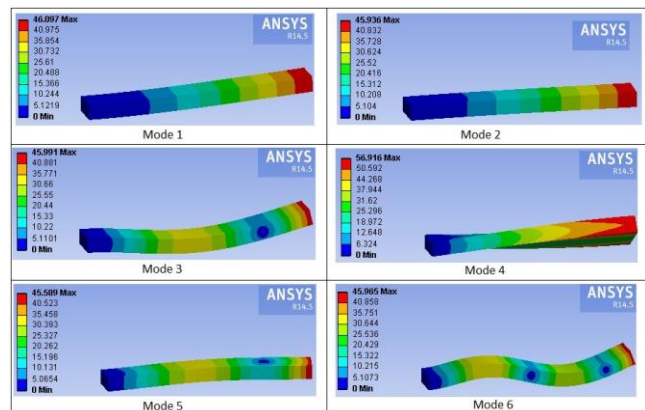 46.097 Max
40.975
35.854
30.732
25.61
20.488
15.366
10.244
5.1219
0 Min
ANSYS
R14.5
Mode 1
45.936 Max
40.832
35.728
30.624
25.52
20.416
15.312
10.208
5.104
0 Min
ANSYS
R14.5
Mode 2
45.991 Max
40.881
35.771
30.66
25.55
20.44
15.33
10.22
5.1101
0 Min
ANSYS
R14.5
Mode 3
56.916 Max
50.592
44.268
37.944
31.62
25.296
18.972
12.648
6.324
0 Min
ANSYS
R14.5
Mode 4
45.589 Max
40.523
35.458
30.393
25.327
20.262
15.196
10.131
5.0654
0 Min
ANSYS
R14.5
Mode 5
45.965 Max
40.858
35.751
30.644
25.536
20.429
15.322
10.215
5.1073
0 Min
ANSYS
R14.5
Mode 6